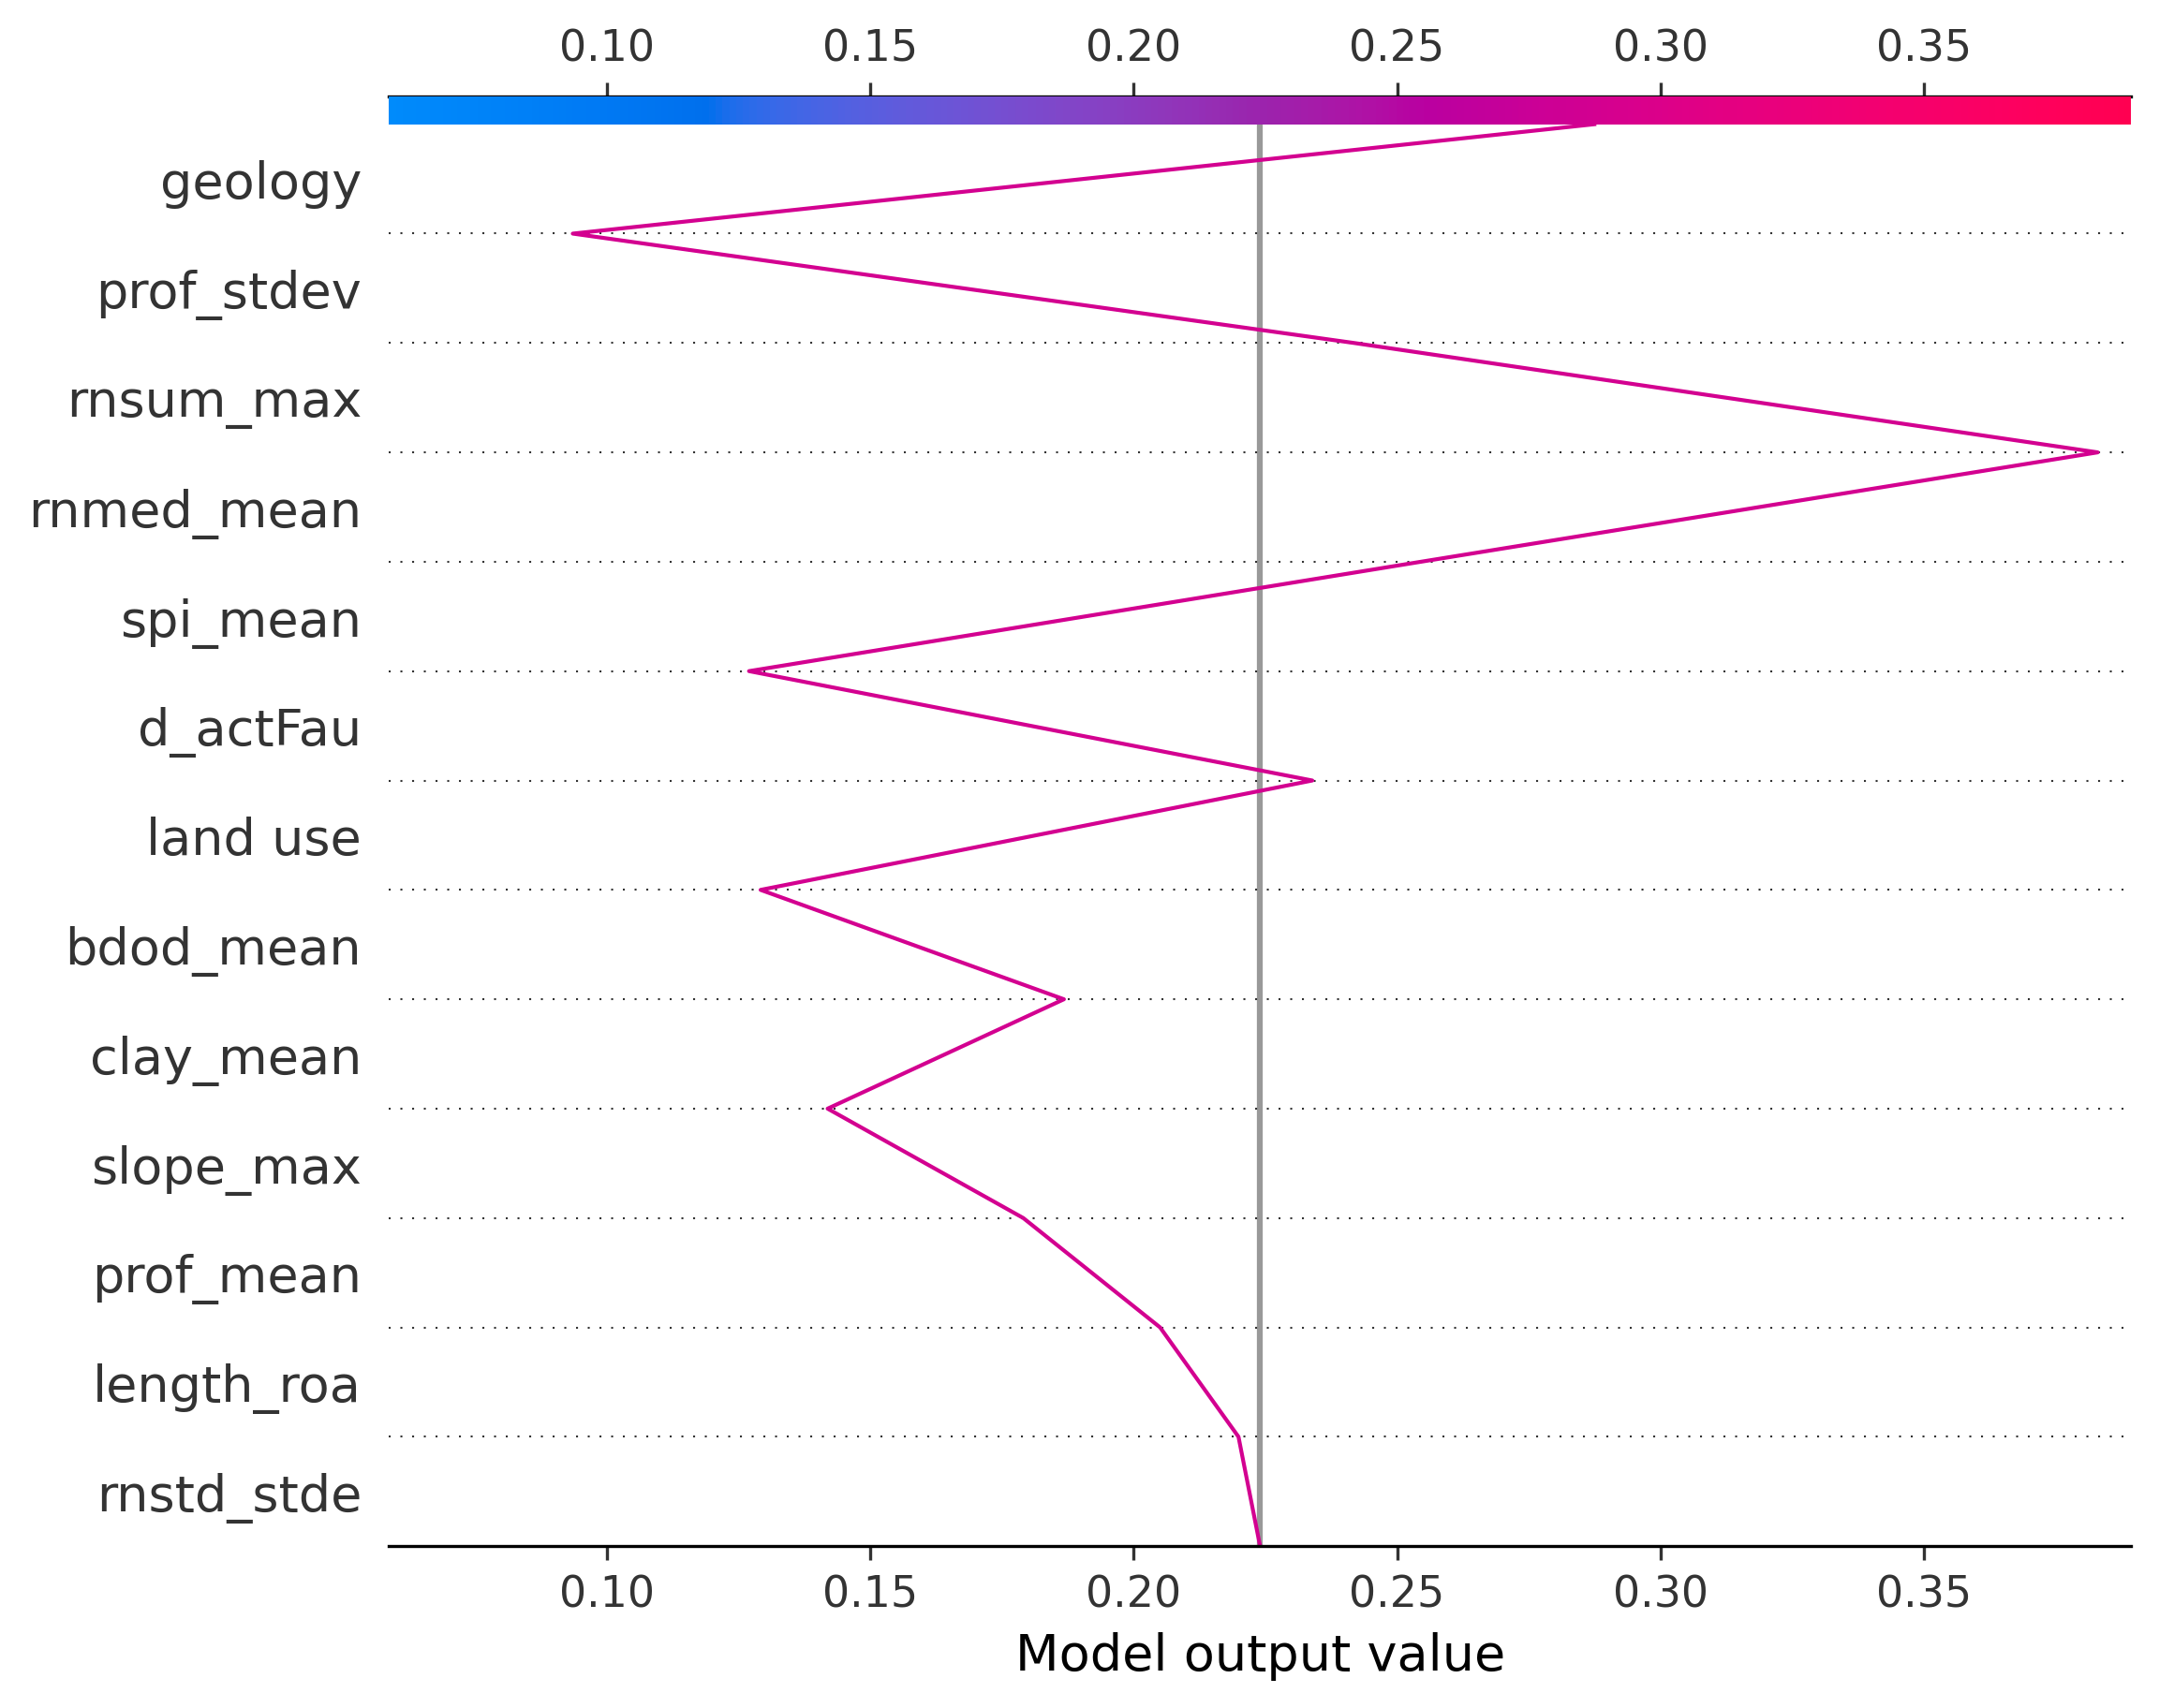 0.10 0.15 0.20 0.25 0.30 0.35
geology
prof_stdev
rnsum_max
rnmed_mean
spi_mean
d_actFau
land use
bdod_mean
clay_mean
slope_max
prof_mean
length_roa
rnstd_stde
0.10 0.15 0.20 0.25 0.30 0.35
Model output value